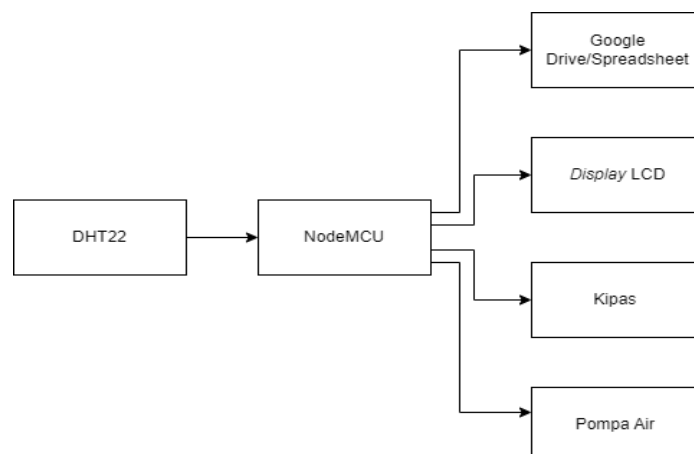 Google
Drive/Spreadsheet
Display LCD
DHT22
NodeMCU
Kipas
Pompa Air